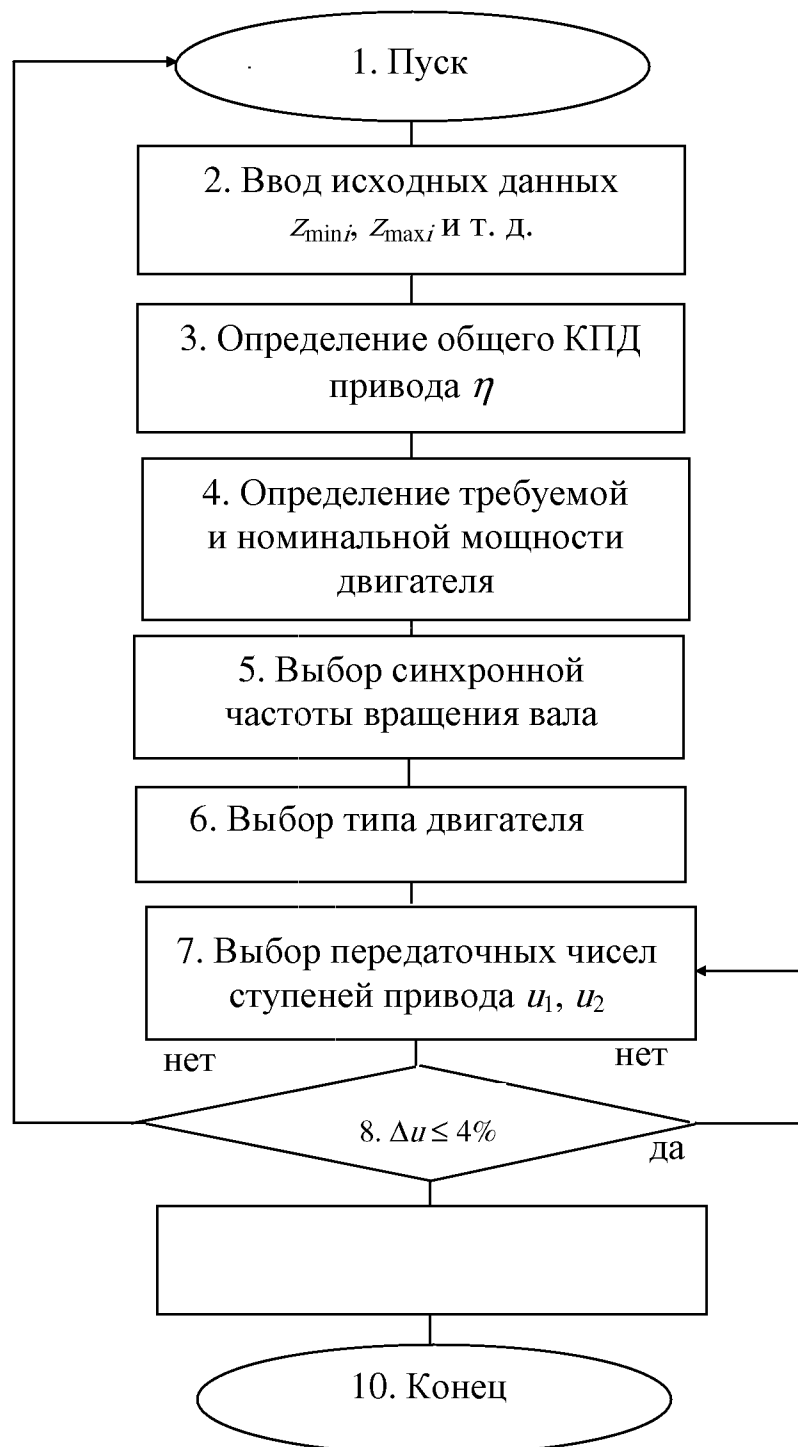 1. Пуск
2. Ввод исходных данных
zmini, zmaxi и т. д.
3. Определение общего КПД
привода η
4. Определение требуемой
и номинальной мощности
двигателя
5. Выбор синхронной
частоты вращения вала
6. Выбор типа двигателя
7. Выбор передаточных чисел
ступеней привода u₁, u₂
нет
нет
8. Δu ≤ 4%
да
10. Конец